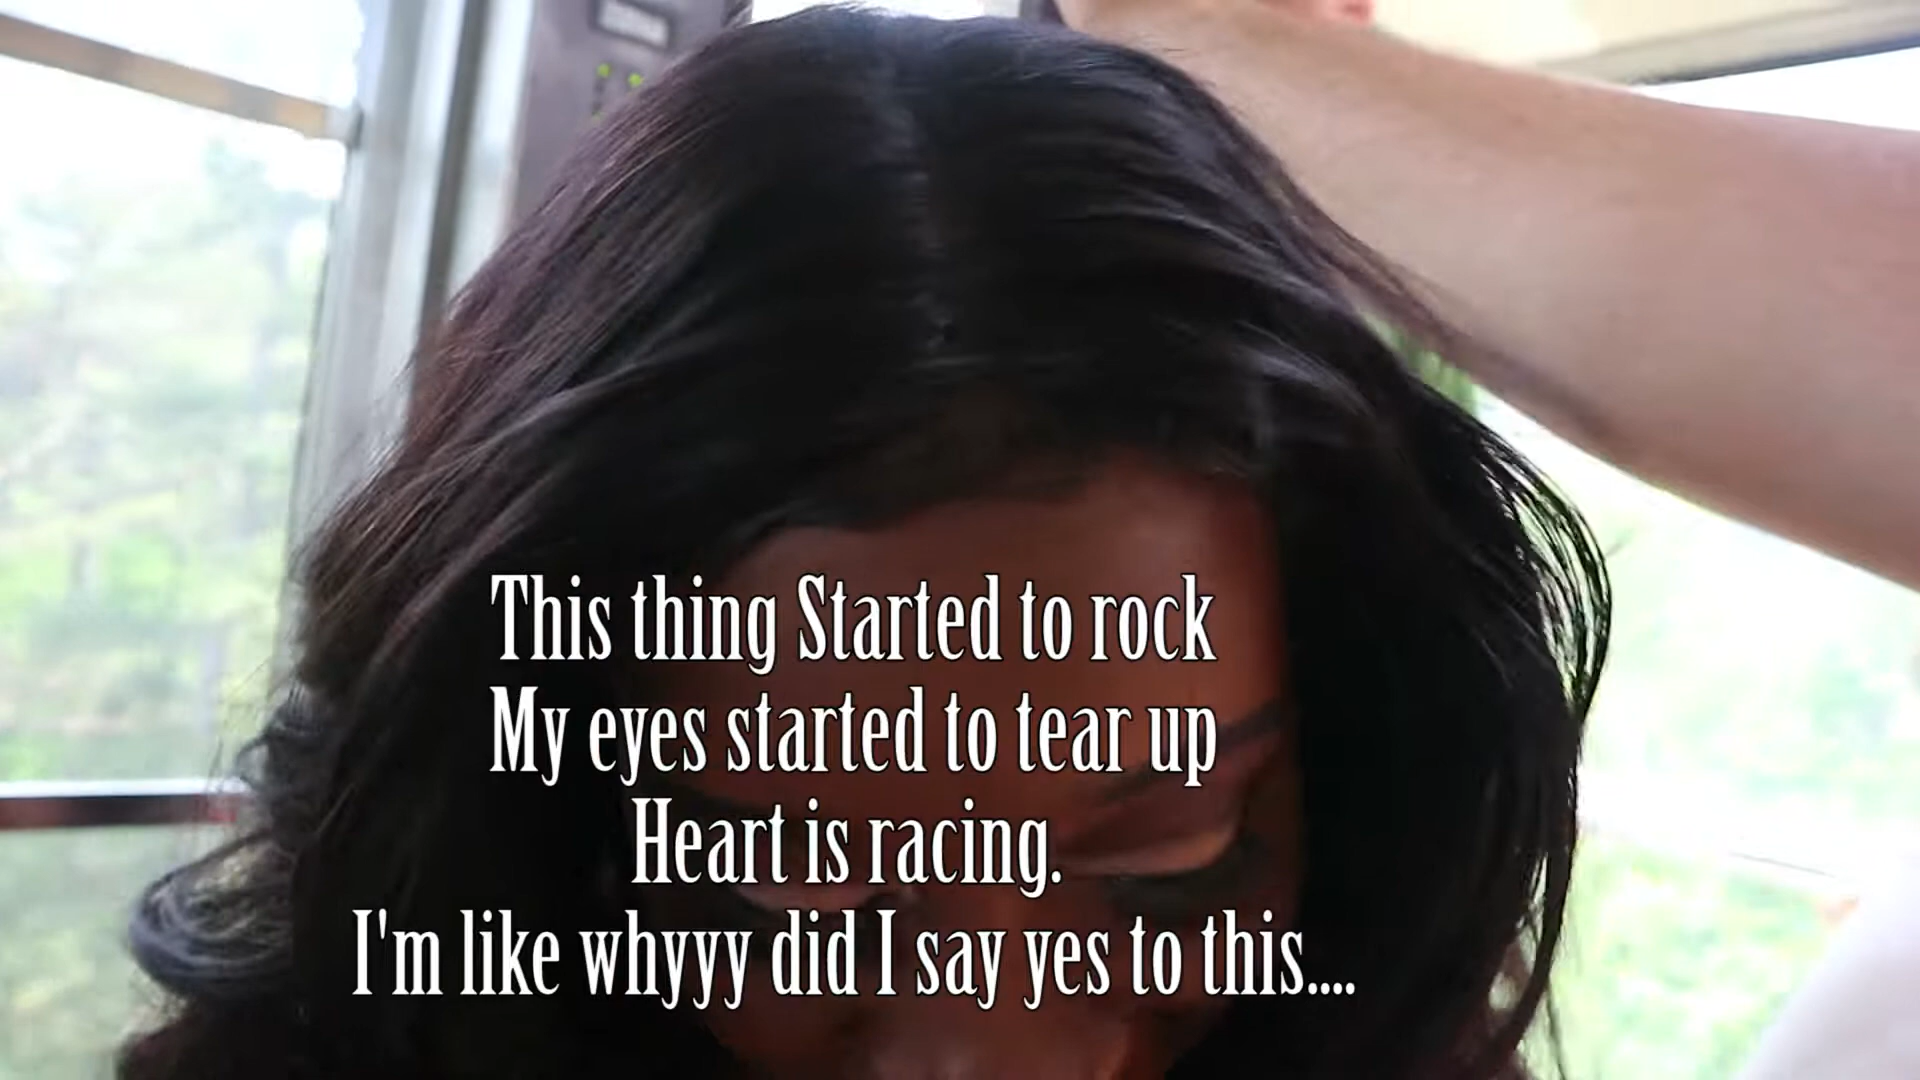 This thing Started to rock
My eyes started to tear up
Heart is racing.
I'm like whyyy did I say yes to this....